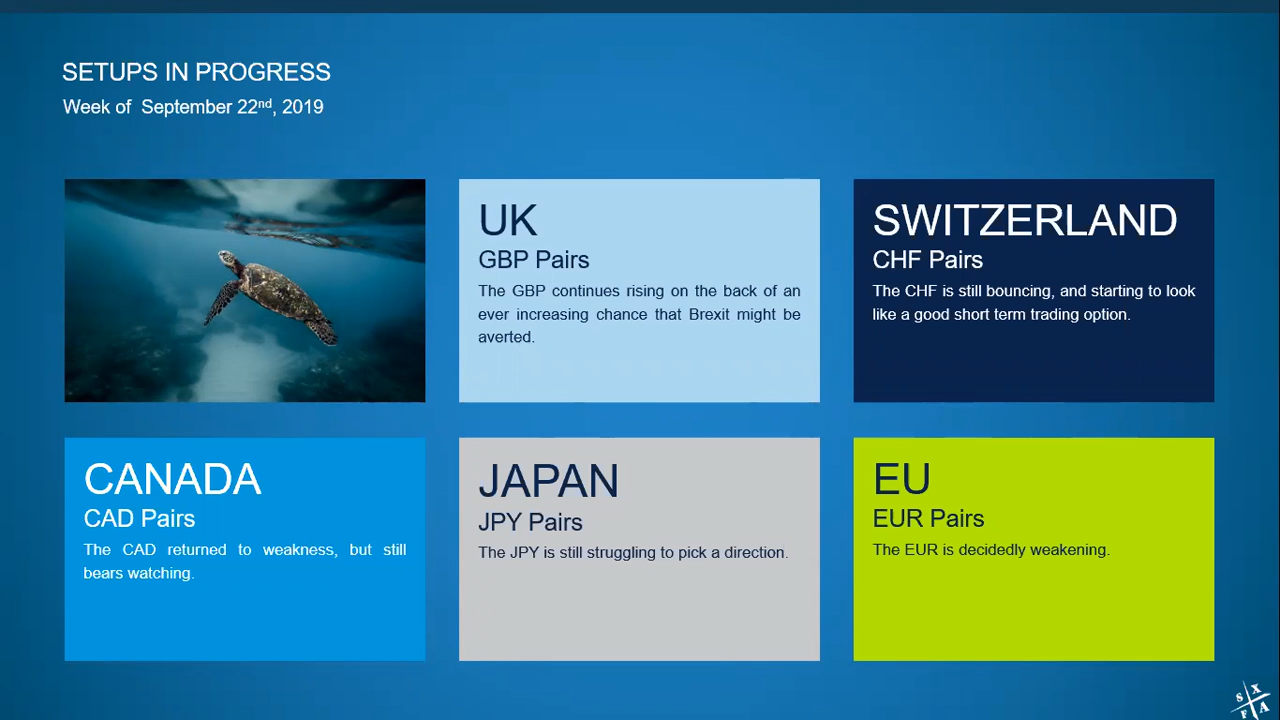 SETUPS IN PROGRESS
Week of September 22nd, 2019
UK
GBP Pairs
The GBP continues rising on the back of an
ever increasing chance that Brexit might be
averted.
SWITZERLAND
CHF Pairs
The CHF is still bouncing, and starting to look
like a good short term trading option.
CANADA
CAD Pairs
The CAD returned to weakness, but still
bears watching.
JAPAN
JPY Pairs
The JPY is still struggling to pick a direction.
EU
EUR Pairs
The EUR is decidedly weakening.
S X
F A